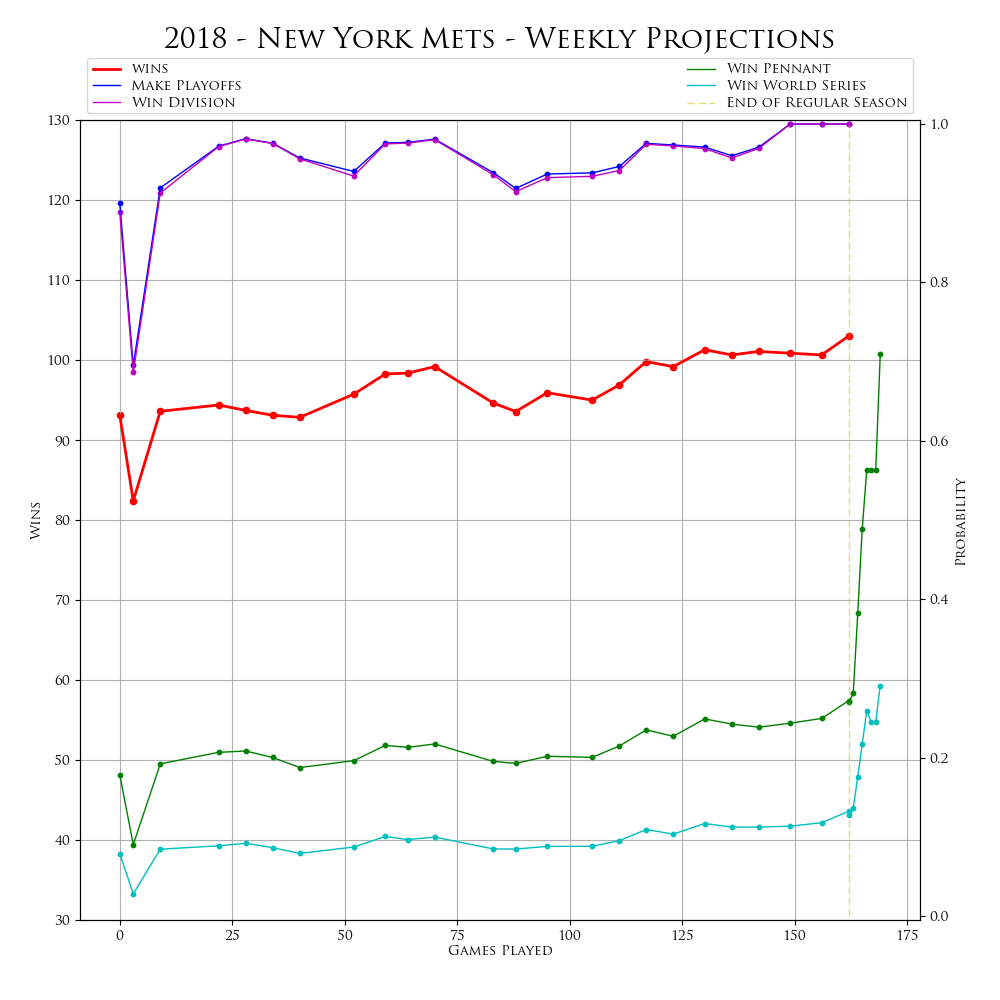 2018 - New York Mets - Weekly Projections
wins
Make Playoffs
Win Division
Win Pennant
Win World Series
End of Regular Season
130
120
110
100
90
80
70
60
50
40
30
Wins
1.0
0.8
0.6
0.4
0.2
0.0
Probability
0 25 50 75 100 125 150 175
Games Played